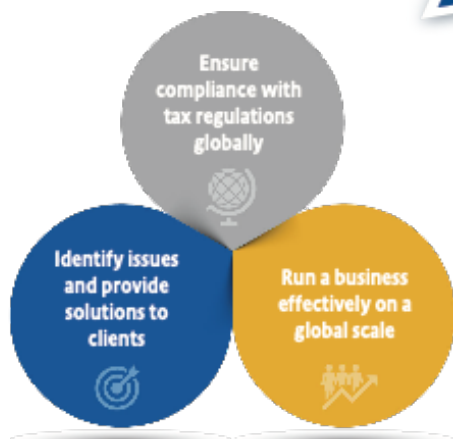 Ensure
compliance with
tax regulations
globally
Identify issues
and provide
solutions to
clients
Run a business
effectively on a
global scale